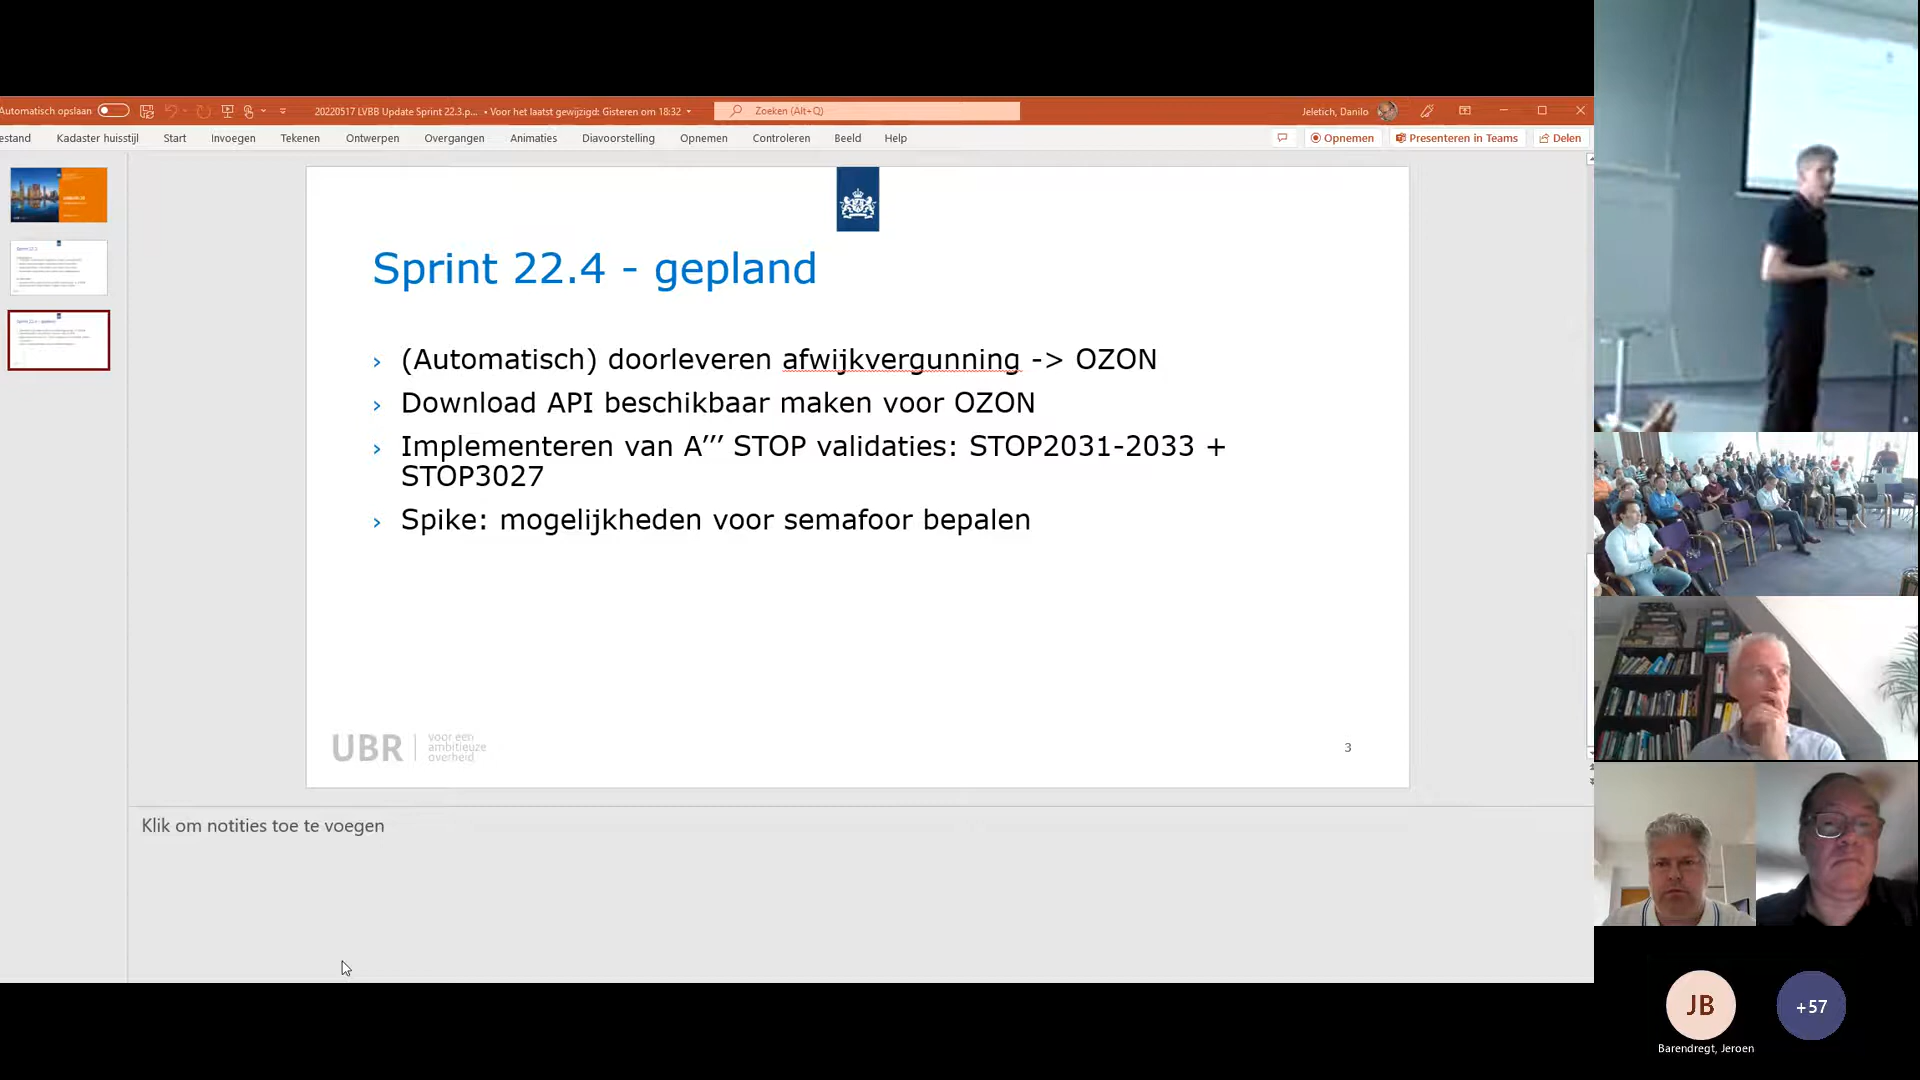 Automatisch opslaan
20220517 LVBB Update Sprint 22.3.p... • Voor het laatst gewijzigd: Gisteren om 18:32
Zoeken (Alt+Q)
Jeletich, Danilo
estand Kadaster huisstijl Start Invoegen Tekenen Ontwerpen Overgangen Animaties Diavoorstelling Opnemen Controleren Beeld Help
Opnemen Presenteren in Teams Delen
Sprint 22.4 - gepland
› (Automatisch) doorleveren afwijkvergunning -> OZON
› Download API beschikbaar maken voor OZON
› Implementeren van A’’’ STOP validaties: STOP2031-2033 +
STOP3027
› Spike: mogelijkheden voor semafoor bepalen
UBR
voor een
ambitieuze
overheid
3
Klik om notities toe te voegen
JB
+57
Barendregt, Jeroen